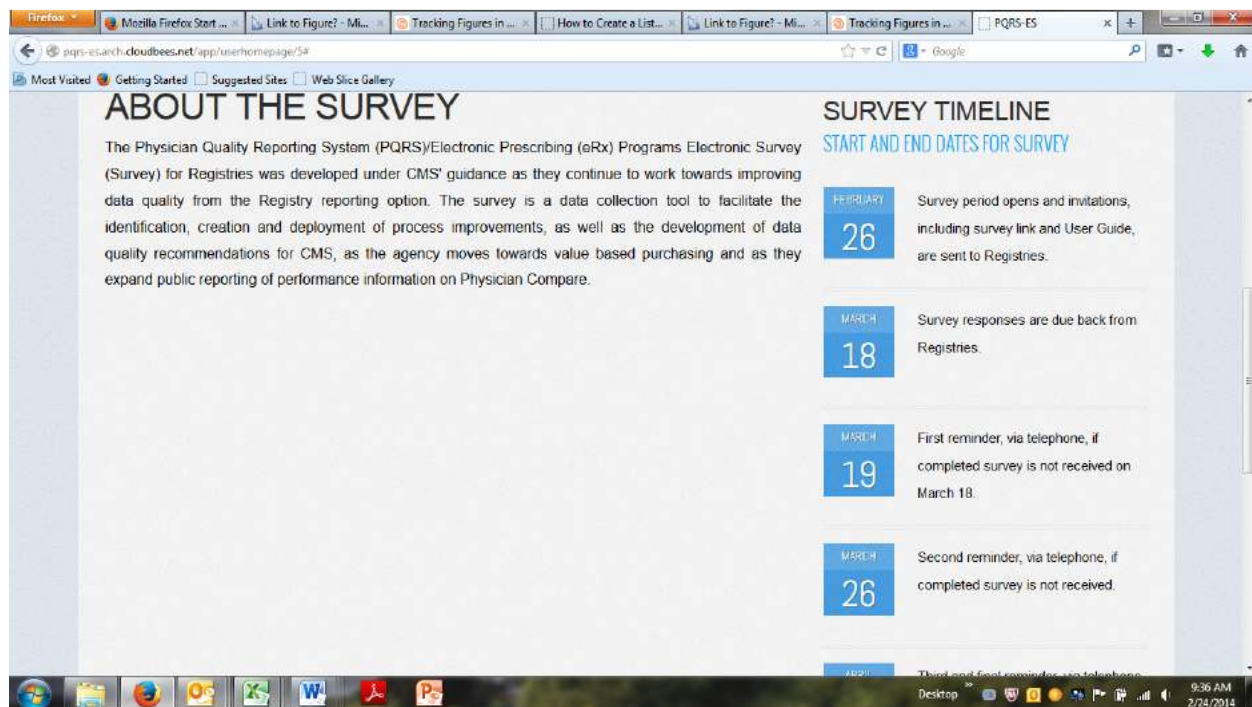 Firefox
Mozilla Firefox Start ...
Link to Figure? - Mi...
Tracking Figures in ...
How to Create a List...
Link to Figure? - Mi...
Tracking Figures in ...
PQRS-ES
pqrs-es.arch.cloudbees.net/app/userhomepage/5#
Google
Most Visited
Getting Started
Suggested Sites
Web Slice Gallery
ABOUT THE SURVEY
The Physician Quality Reporting System (PQRS)/Electronic Prescribing (eRx) Programs Electronic Survey
(Survey) for Registries was developed under CMS' guidance as they continue to work towards improving
data quality from the Registry reporting option. The survey is a data collection tool to facilitate the
identification, creation and deployment of process improvements, as well as the development of data
quality recommendations for CMS, as the agency moves towards value based purchasing and as they
expand public reporting of performance information on Physician Compare.
SURVEY TIMELINE
START AND END DATES FOR SURVEY
FEBRUARY
26
Survey period opens and invitations,
including survey link and User Guide,
are sent to Registries.
MARCH
18
Survey responses are due back from
Registries.
MARCH
19
First reminder, via telephone, if
completed survey is not received on
March 18.
MARCH
26
Second reminder, via telephone, if
completed survey is not received.
APRIL
Third and final reminder, via telephone
Desktop
9:36 AM
2/24/2014